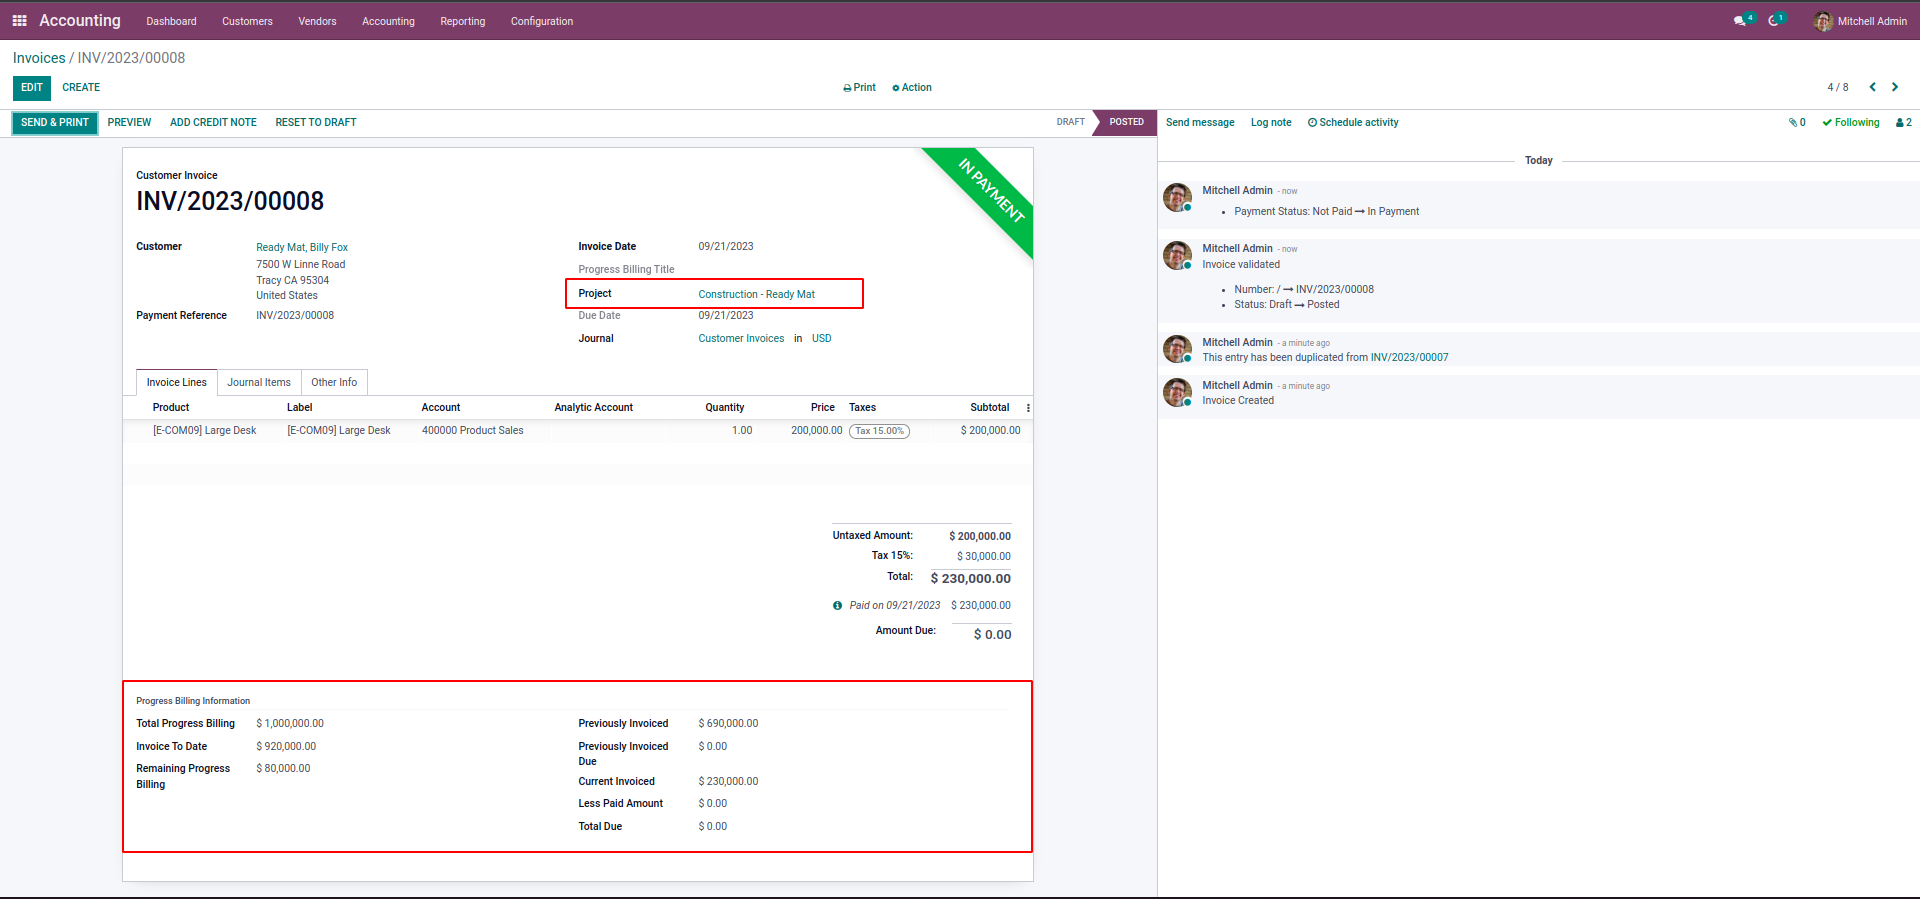 Accounting Dashboard Customers Vendors Accounting Reporting Configuration 4 1 Mitchell Admin
Invoices / INV/2023/00008
EDIT CREATE Print Action 4 / 8
SEND & PRINT PREVIEW ADD CREDIT NOTE RESET TO DRAFT DRAFT POSTED
Send message Log note Schedule activity 0 Following 2
Customer Invoice
INV/2023/00008
IN PAYMENT
Customer Ready Mat, Billy Fox
7500 W Linne Road
Tracy CA 95304
United States
Payment Reference INV/2023/00008
Invoice Date 09/21/2023
Progress Billing Title
Project Construction - Ready Mat
Due Date 09/21/2023
Journal Customer Invoices in USD
Invoice Lines Journal Items Other Info
Product Label Account Analytic Account Quantity Price Taxes Subtotal
[E-COM09] Large Desk [E-COM09] Large Desk 400000 Product Sales 1.00 200,000.00 Tax 15.00% $ 200,000.00
Untaxed Amount: $ 200,000.00
Tax 15%: $ 30,000.00
Total: $ 230,000.00
Paid on 09/21/2023 $ 230,000.00
Amount Due: $ 0.00
Progress Billing Information
Total Progress Billing $ 1,000,000.00
Invoice To Date $ 920,000.00
Remaining Progress $ 80,000.00
Billing
Previously Invoiced $ 690,000.00
Previously Invoiced $ 0.00
Due
Current Invoiced $ 230,000.00
Less Paid Amount $ 0.00
Total Due $ 0.00
Today
Mitchell Admin - now
• Payment Status: Not Paid → In Payment
Mitchell Admin - now
Invoice validated
• Number: / → INV/2023/00008
• Status: Draft → Posted
Mitchell Admin - a minute ago
This entry has been duplicated from INV/2023/00007
Mitchell Admin - a minute ago
Invoice Created